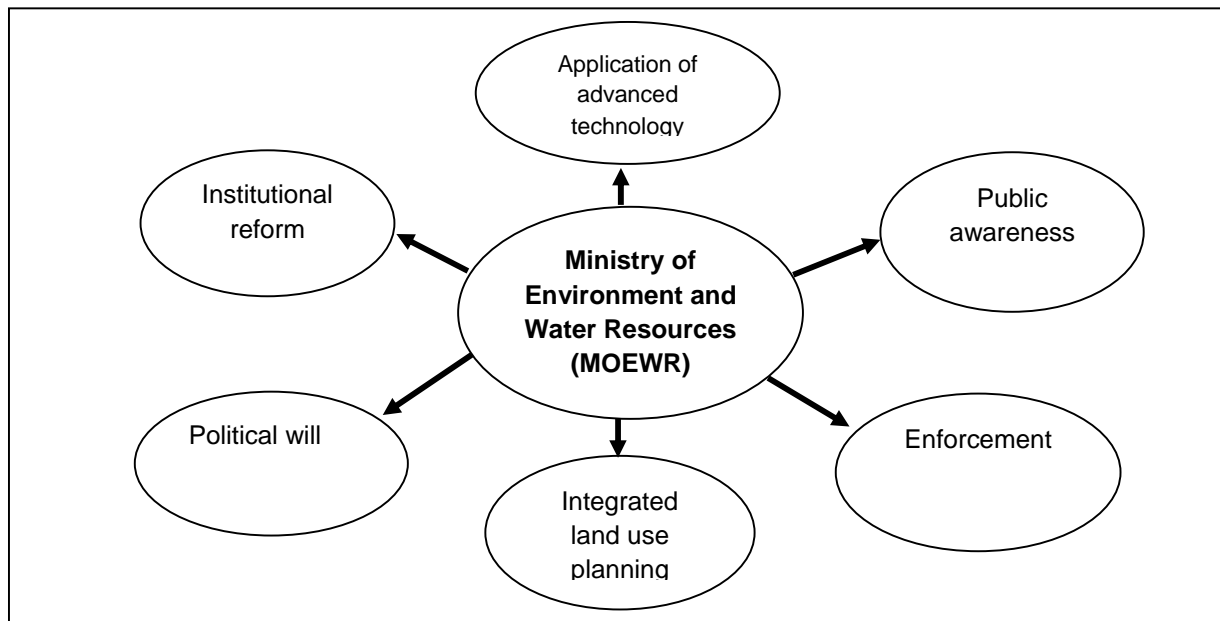 Application of
advanced
technology
Institutional
reform
Public
awareness
Ministry of
Environment and
Water Resources
(MOEWR)
Political will
Enforcement
Integrated
land use
planning